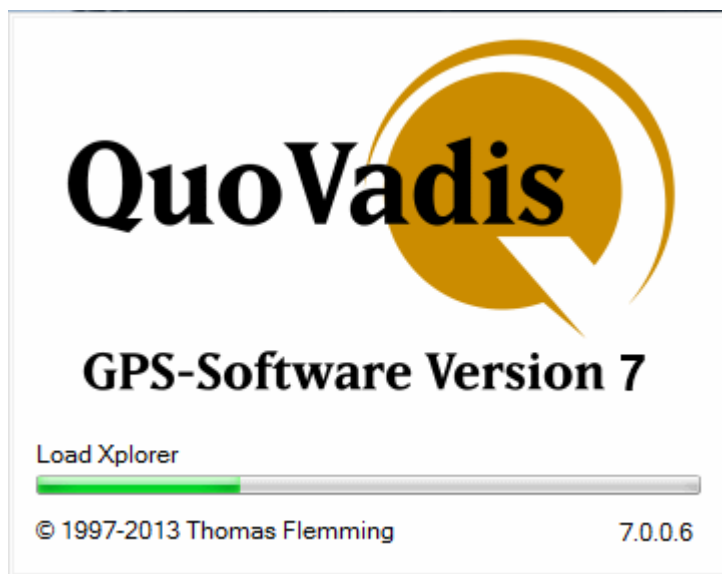 QuoVadis
GPS-Software Version 7
Load Xplorer
© 1997-2013 Thomas Flemming 7.0.0.6